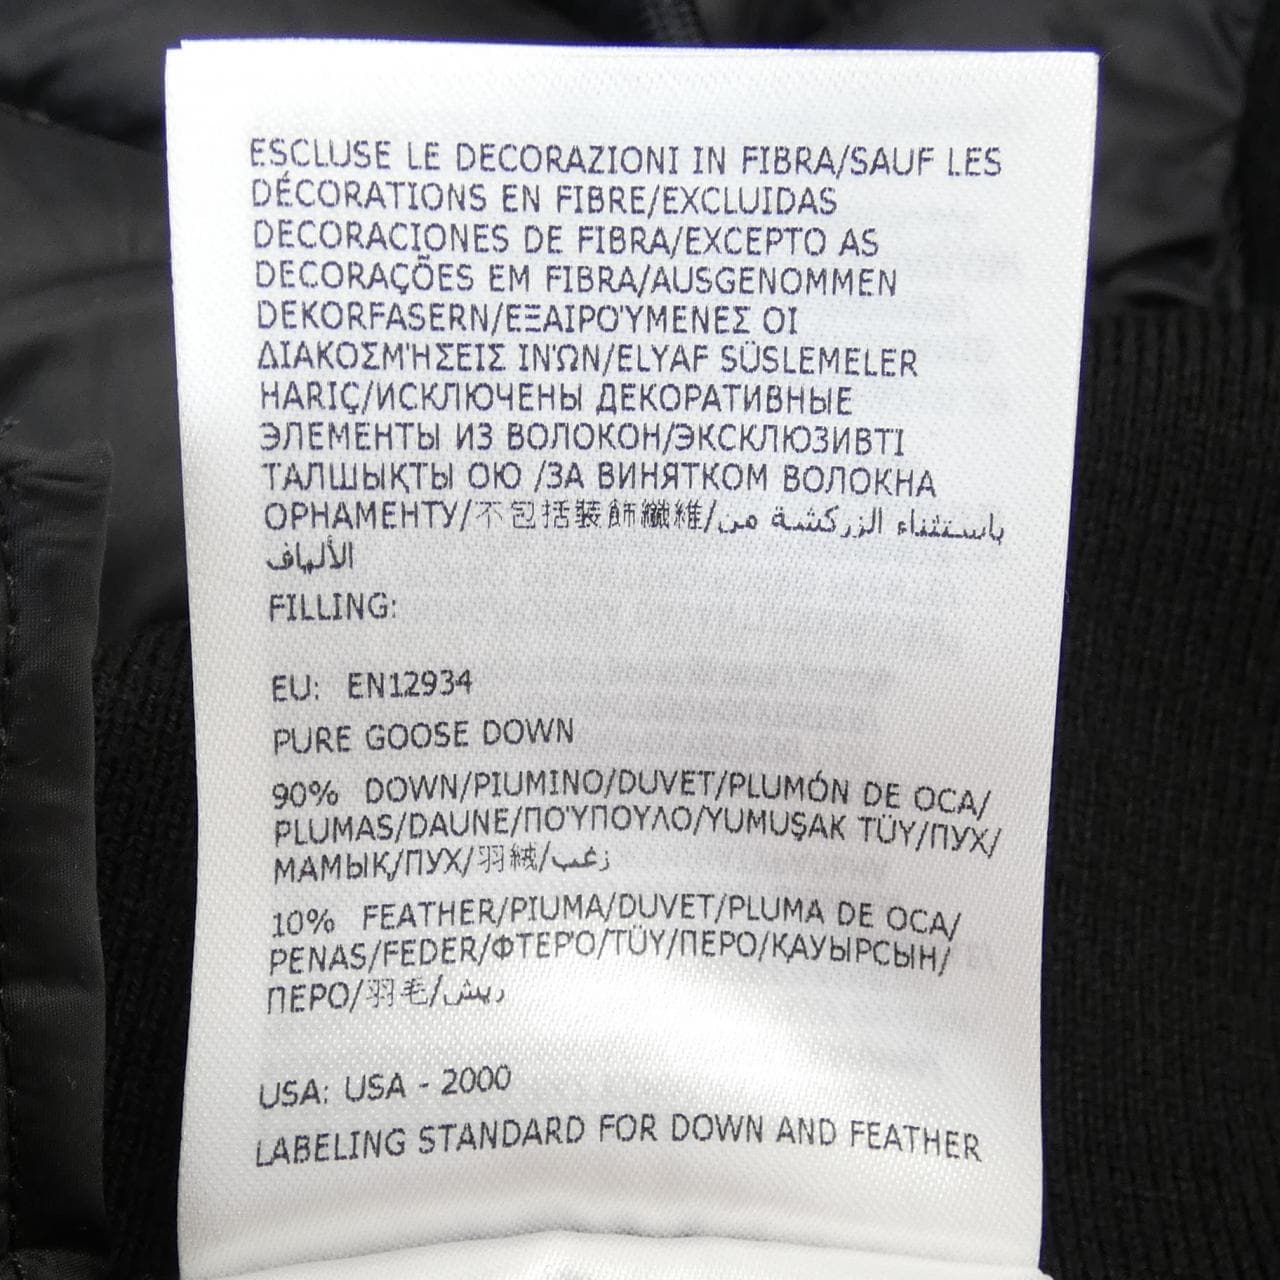 ESCLUSE LE DECORAZIONI IN FIBRA/SAUF LES
DÉCORATIONS EN FIBRE/EXCLUIDAS
DECORACIONES DE FIBRA/EXCEPTO AS
DECORAÇÕES EM FIBRA/AUSGENOMMEN
DEKORFASERN/ΕΞΑΙΡΟΎΜΕΝΕΣ ΟΙ
ΔΙΑΚΟΣΜΉΣΕΙΣ ΙΝΏΝ/ELYAF SÜSLEMELER
HARIÇ/ИСКЛЮЧЕНЫ ДЕКОРАТИВНЫЕ
ЭЛЕМЕНТЫ ИЗ ВОЛОКОН/ЭКСКЛЮЗИВТІ
ТАЛШЫҚТЫ ОЮ /ЗА ВИНЯТКОМ ВОЛОКНА
ОРНАМЕНТУ/不包括裝飾纖維/باستثناء الزركشة من
الألياف
FILLING:
EU: EN12934
PURE GOOSE DOWN
90% DOWN/PIUMINO/DUVET/PLUMÓN DE OCA/
PLUMAS/DAUNE/ΠΟΎΠΟΥΛΟ/YUMUŞAK TÜY/ПУХ/
МАМЫҚ/ПУХ/羽絨/زغب
10% FEATHER/PIUMA/DUVET/PLUMA DE OCA/
PENAS/FEDER/ΦΤΕΡΌ/TÜY/ПЕРО/ҚАУЫРСЫН/
ПЕРО/羽毛/ريش
USA: USA - 2000
LABELING STANDARD FOR DOWN AND FEATHER